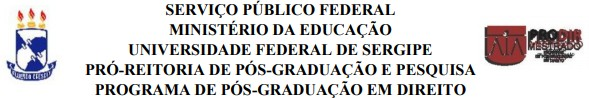 SERVIÇO PÚBLICO FEDERAL
MINISTÉRIO DA EDUCAÇÃO
UNIVERSIDADE FEDERAL DE SERGIPE
PRÓ-REITORIA DE PÓS-GRADUAÇÃO E PESQUISA
PROGRAMA DE PÓS-GRADUAÇÃO EM DIREITO
PRODIR
MESTRADO